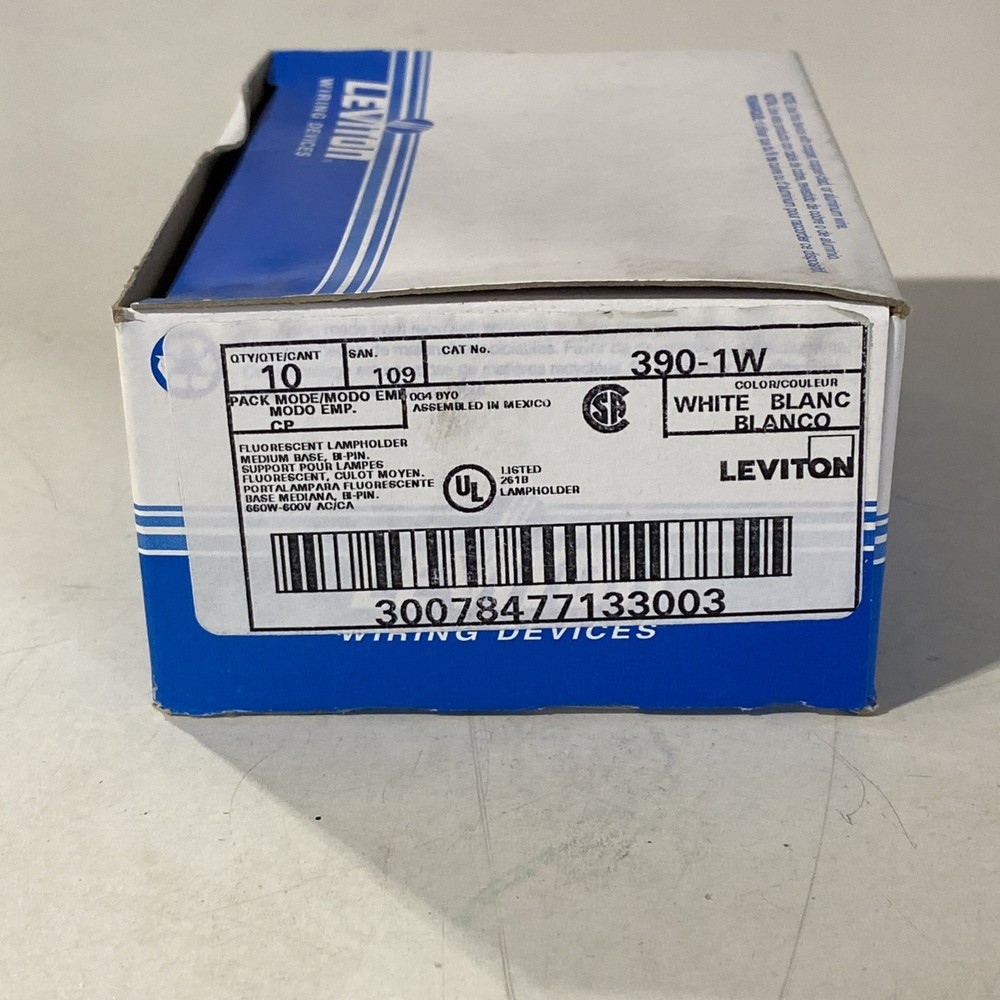 LEVITON
WIRING DEVICES
QTY/QTE/CANT
10
SAN.
109
CAT No.
390-1W
PACK MODE/MODO EMP
MODO EMP.
CP
004 8Y0
ASSEMBLED IN MEXICO
COLOR/COULEUR
WHITE BLANC
BLANCO
FLUORESCENT LAMPHOLDER
MEDIUM BASE, BI-PIN.
SUPPORT POUR LAMPES
FLUORESCENT, CULOT MOYEN.
PORTALAMPARA FLUORESCENTE
BASE MEDIANA, BI-PIN.
660W-600V AC/CA
UL
LISTED
261B
LAMPHOLDER
LEVITON
30078477133003
WIRING DEVICES